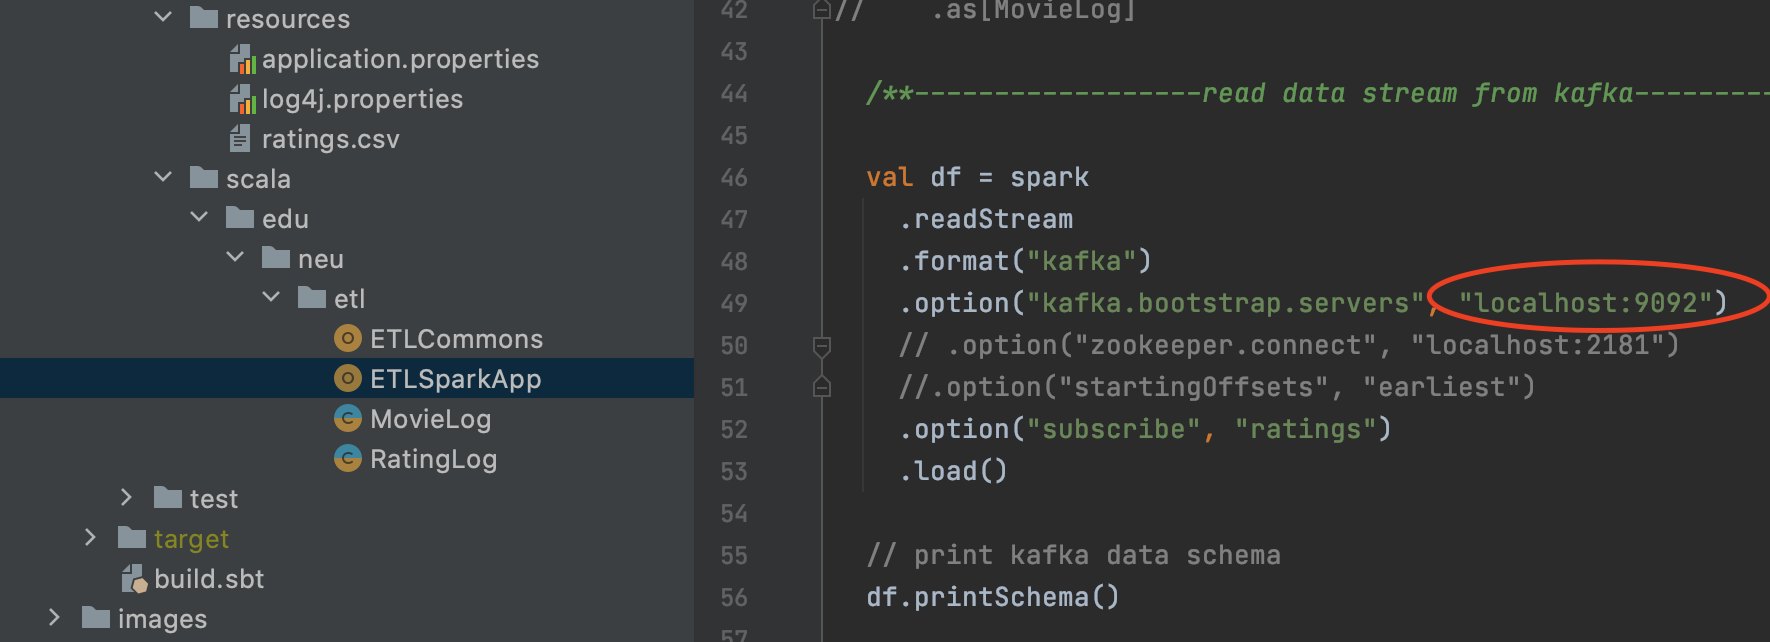 resources
application.properties
log4j.properties
ratings.csv
scala
edu
neu
etl
ETLCommons
ETLSparkApp
MovieLog
RatingLog
test
target
build.sbt
images
42 // .as[MovieLog]
43
44 /**------------------read data stream from kafka---------
45
46 val df = spark
47 .readStream
48 .format("kafka")
49 .option("kafka.bootstrap.servers", "localhost:9092")
50 // .option("zookeeper.connect", "localhost:2181")
51 //.option("startingOffsets", "earliest")
52 .option("subscribe", "ratings")
53 .load()
54
55 // print kafka data schema
56 df.printSchema()
57